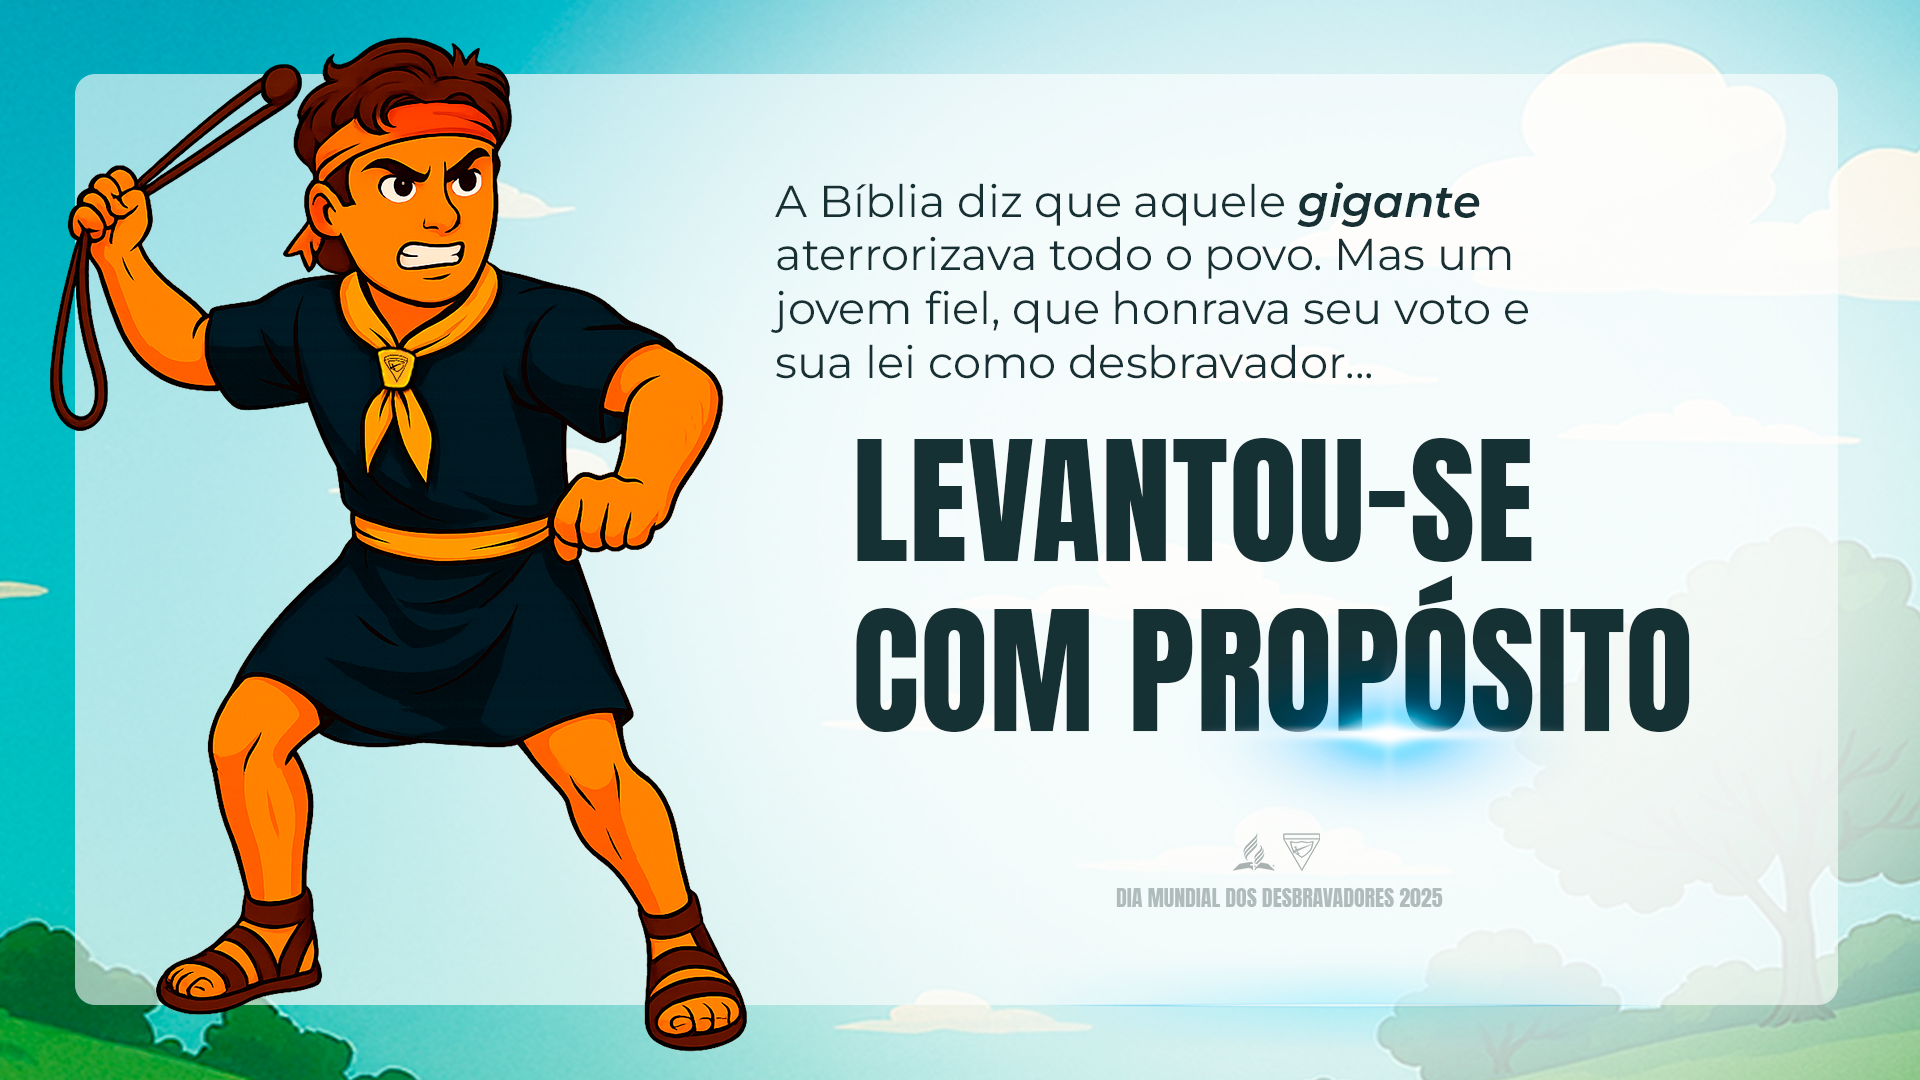 A Bíblia diz que aquele gigante
aterrorizava todo o povo. Mas um
jovem fiel, que honrava seu voto e
sua lei como desbravador...
LEVANTOU-SE
COM PROPÓSITO
DIA MUNDIAL DOS DESBRAVADORES 2025